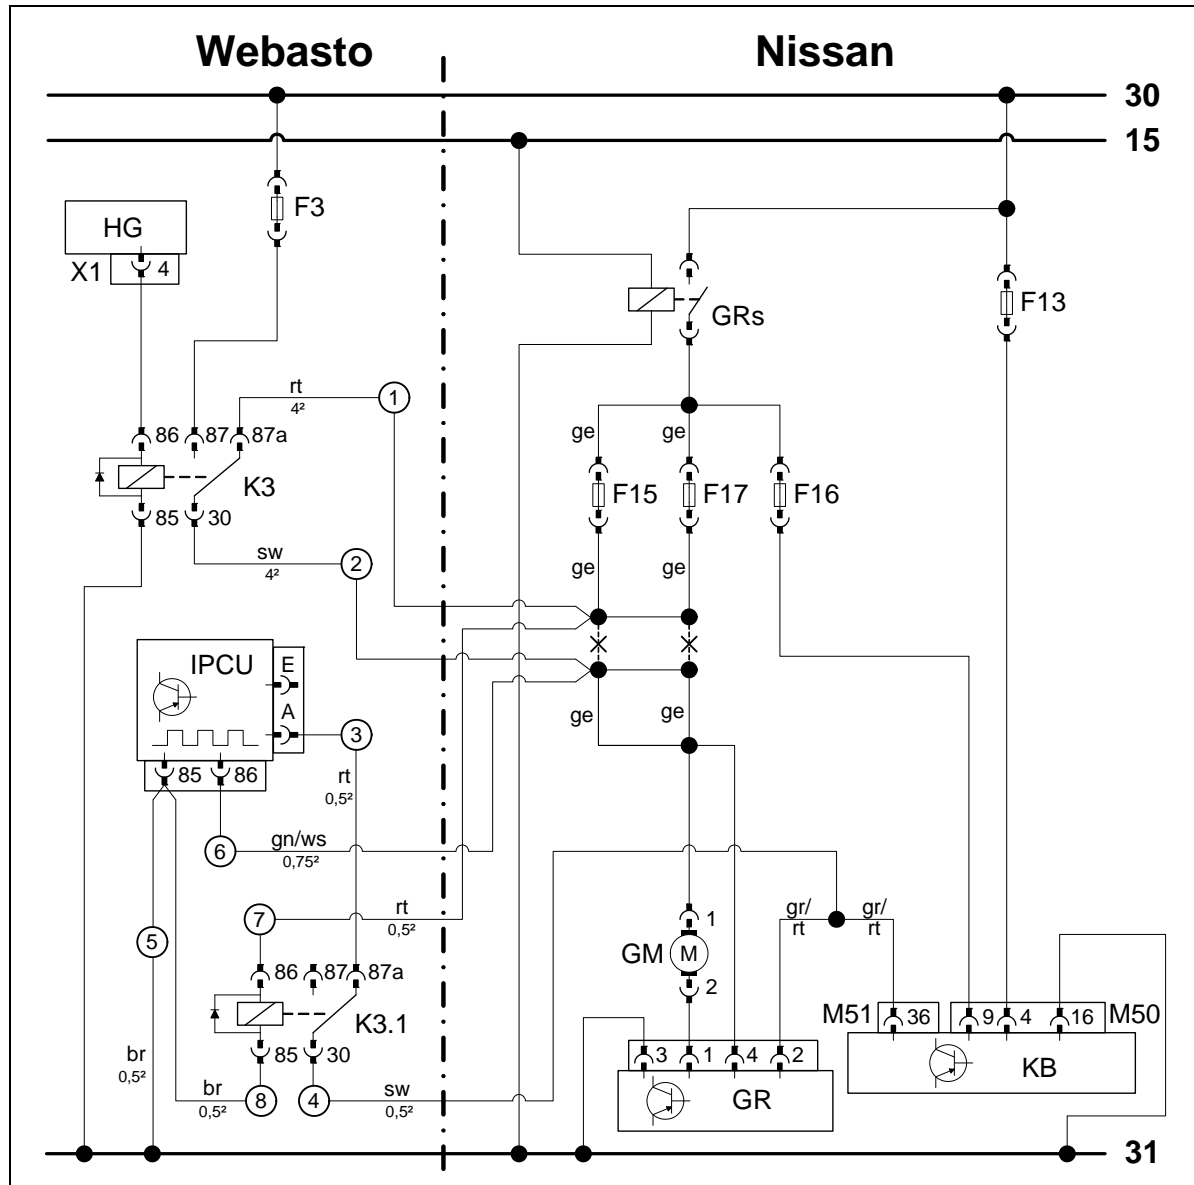 Webasto Nissan
30
15
F3
HG
X1 4
GRs
F13
rt
4²
1
86 87 87a
ge ge
K3
F15 F17 F16
85 30
sw
4²
2
ge ge
IPCU
E
A
ge ge
3
85 86
rt
0,5²
6
gn/ws
0,75²
7
rt
0,5²
gr/
rt
gr/
rt
5
1
GM M
2
86 87 87a
K3.1
M51 36 9 4 16 M50
85 30
3 1 4 2
br
0,5²
KB
br
0,5²
8 4
sw
0,5²
GR
31